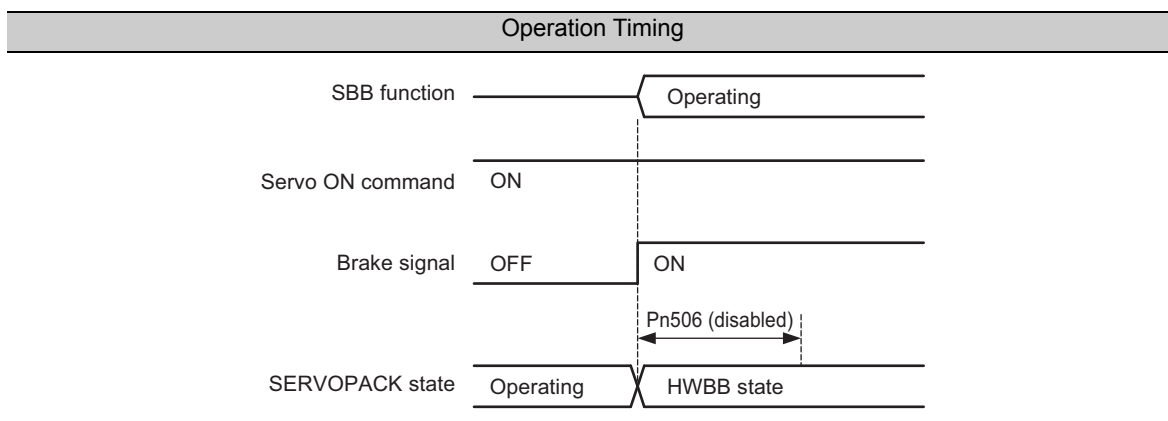 Operation Timing
SBB function Operating
Servo ON command ON
Brake signal OFF ON
Pn506 (disabled)
SERVOPACK state Operating HWBB state